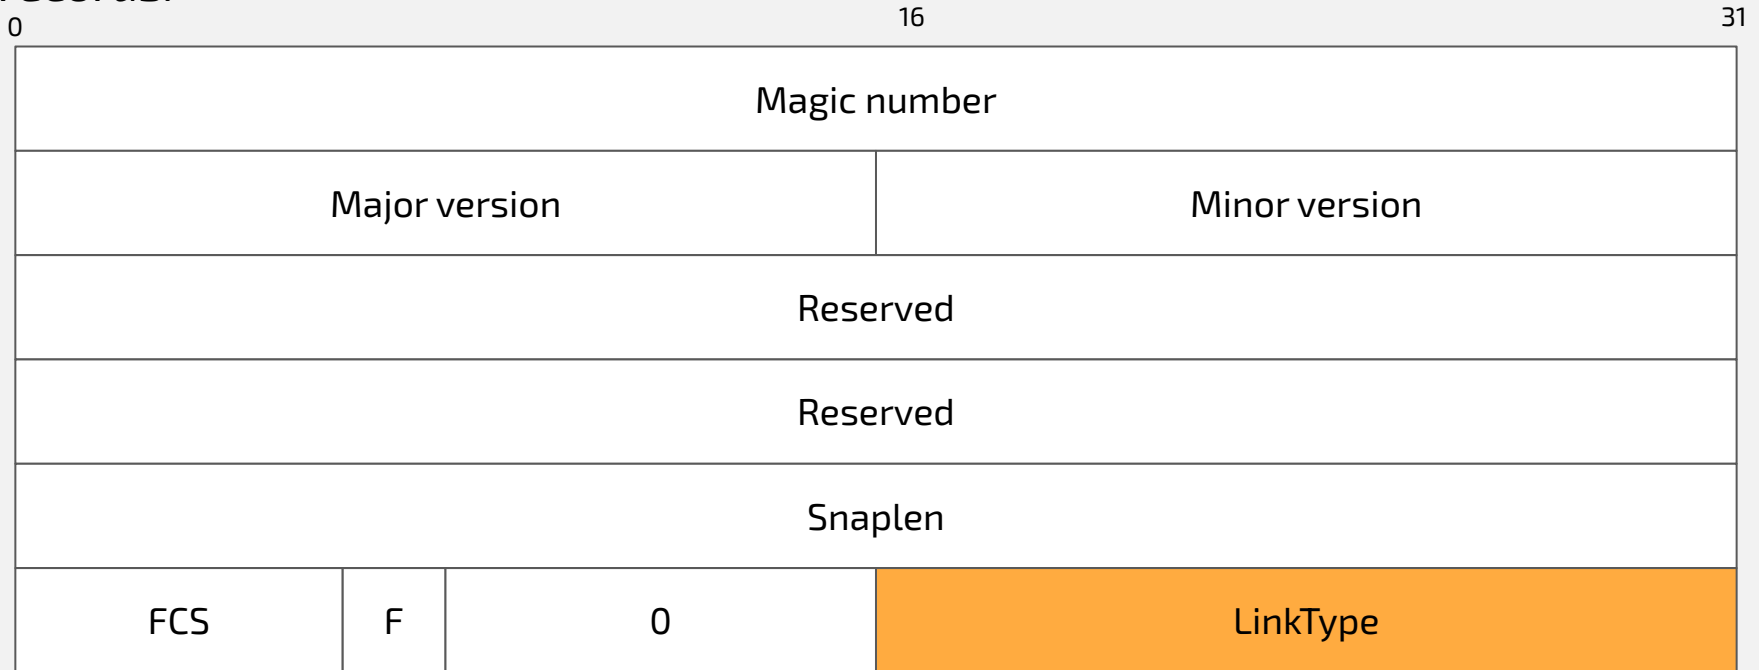 0 16 31
Magic number
Major version Minor version
Reserved
Reserved
Snaplen
FCS F 0 LinkType